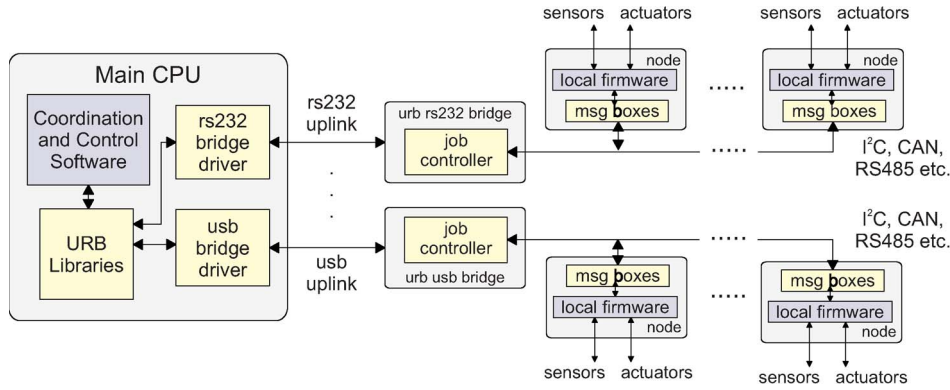 sensors
actuators
sensors
actuators
node
local firmware
msg boxes
node
local firmware
msg boxes
.....
.....
.....
Main CPU
Coordination
and Control
Software
rs232
bridge
driver
URB
Libraries
usb
bridge
driver
rs232
uplink
.
.
.
usb
uplink
urb rs232 bridge
job
controller
job
controller
urb usb bridge
I²C, CAN,
RS485 etc.
I²C, CAN,
RS485 etc.
.....
.....
msg boxes
local firmware
node
msg boxes
local firmware
node
sensors
actuators
sensors
actuators